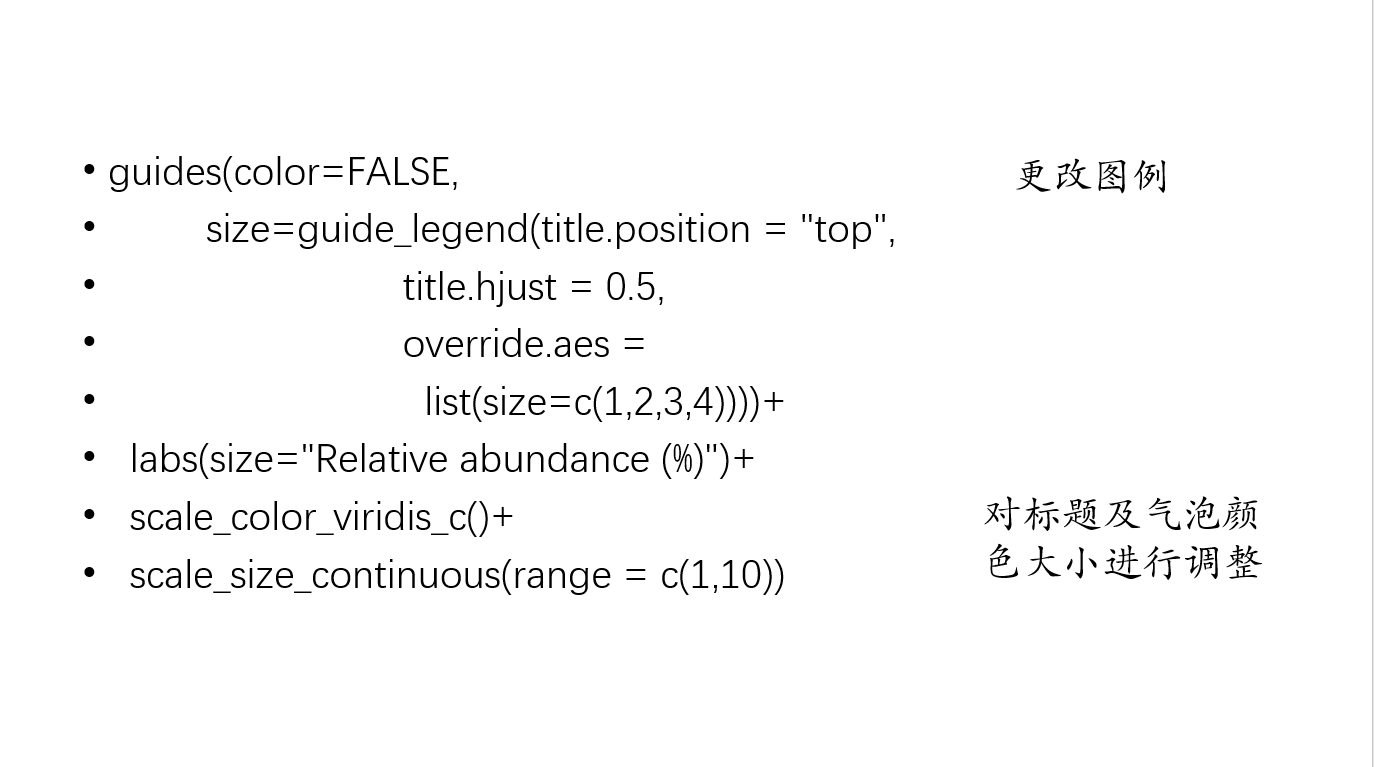 • guides(color=FALSE,
更改图例
• size=guide_legend(title.position = "top",
• title.hjust = 0.5,
• override.aes =
• list(size=c(1,2,3,4))))+
• labs(size="Relative abundance (%)")+
• scale_color_viridis_c()+
对标题及气泡颜
• scale_size_continuous(range = c(1,10))
色大小进行调整